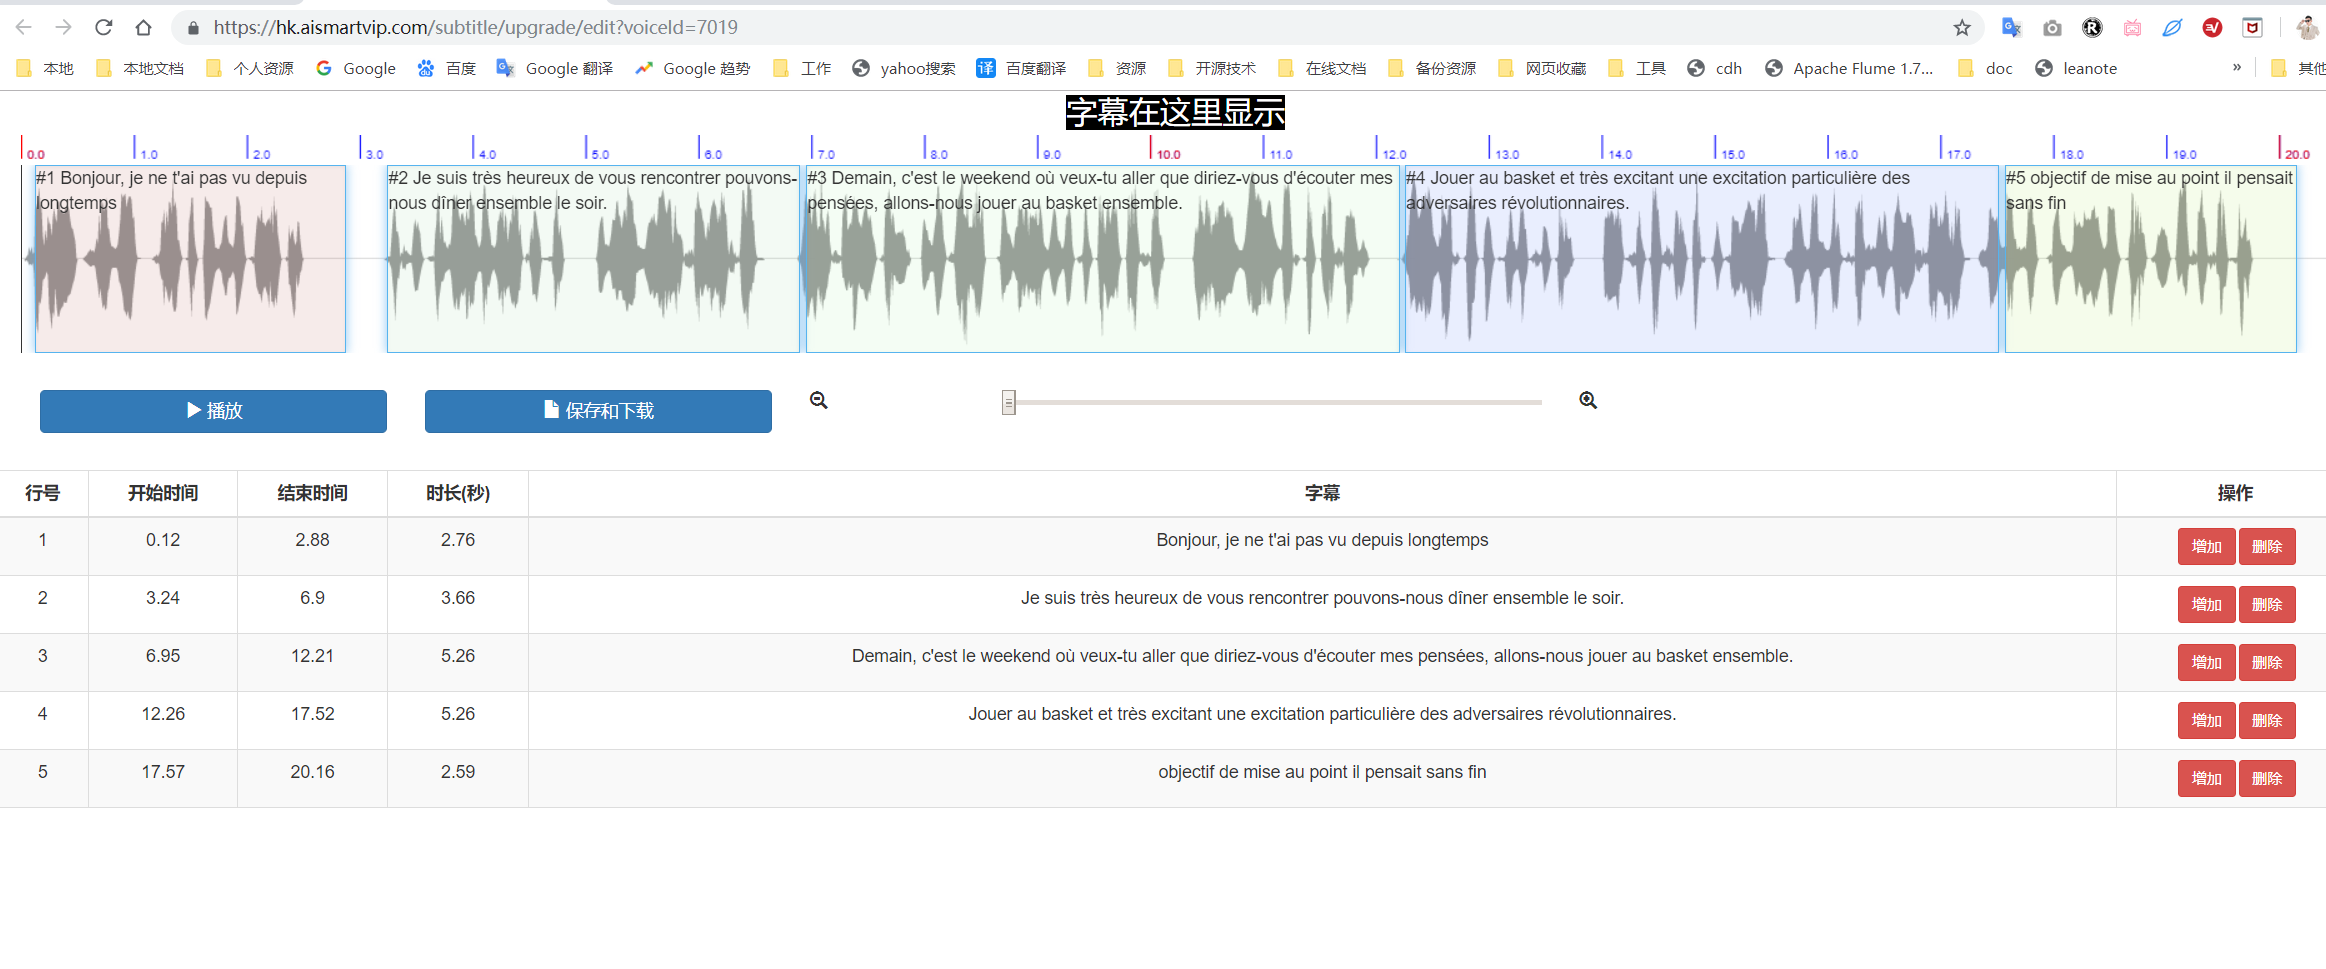 https://hk.aismartvip.com/subtitle/upgrade/edit?voiceId=7019
本地 本地文档 个人资源 Google 百度 Google 翻译 Google 趋势 工作 yahoo搜索 百度翻译 资源 开源技术 在线文档 备份资源 网页收藏 工具 cdh Apache Flume 1.7... doc leanote » 其他
字幕在这里显示
0.0 1.0 2.0 3.0 4.0 5.0 6.0 7.0 8.0 9.0 10.0 11.0 12.0 13.0 14.0 15.0 16.0 17.0 18.0 19.0 20.0
#1 Bonjour, je ne t'ai pas vu depuis
longtemps
#2 Je suis très heureux de vous rencontrer pouvons-
nous dîner ensemble le soir.
#3 Demain, c'est le weekend où veux-tu aller que diriez-vous d'écouter mes
pensées, allons-nous jouer au basket ensemble.
#4 Jouer au basket et très excitant une excitation particulière des
adversaires révolutionnaires.
#5 objectif de mise au point il pensait
sans fin
播放 保存和下载
行号 开始时间 结束时间 时长(秒) 字幕 操作
1 0.12 2.88 2.76 Bonjour, je ne t'ai pas vu depuis longtemps 增加 删除
2 3.24 6.9 3.66 Je suis très heureux de vous rencontrer pouvons-nous dîner ensemble le soir. 增加 删除
3 6.95 12.21 5.26 Demain, c'est le weekend où veux-tu aller que diriez-vous d'écouter mes pensées, allons-nous jouer au basket ensemble. 增加 删除
4 12.26 17.52 5.26 Jouer au basket et très excitant une excitation particulière des adversaires révolutionnaires. 增加 删除
5 17.57 20.16 2.59 objectif de mise au point il pensait sans fin 增加 删除